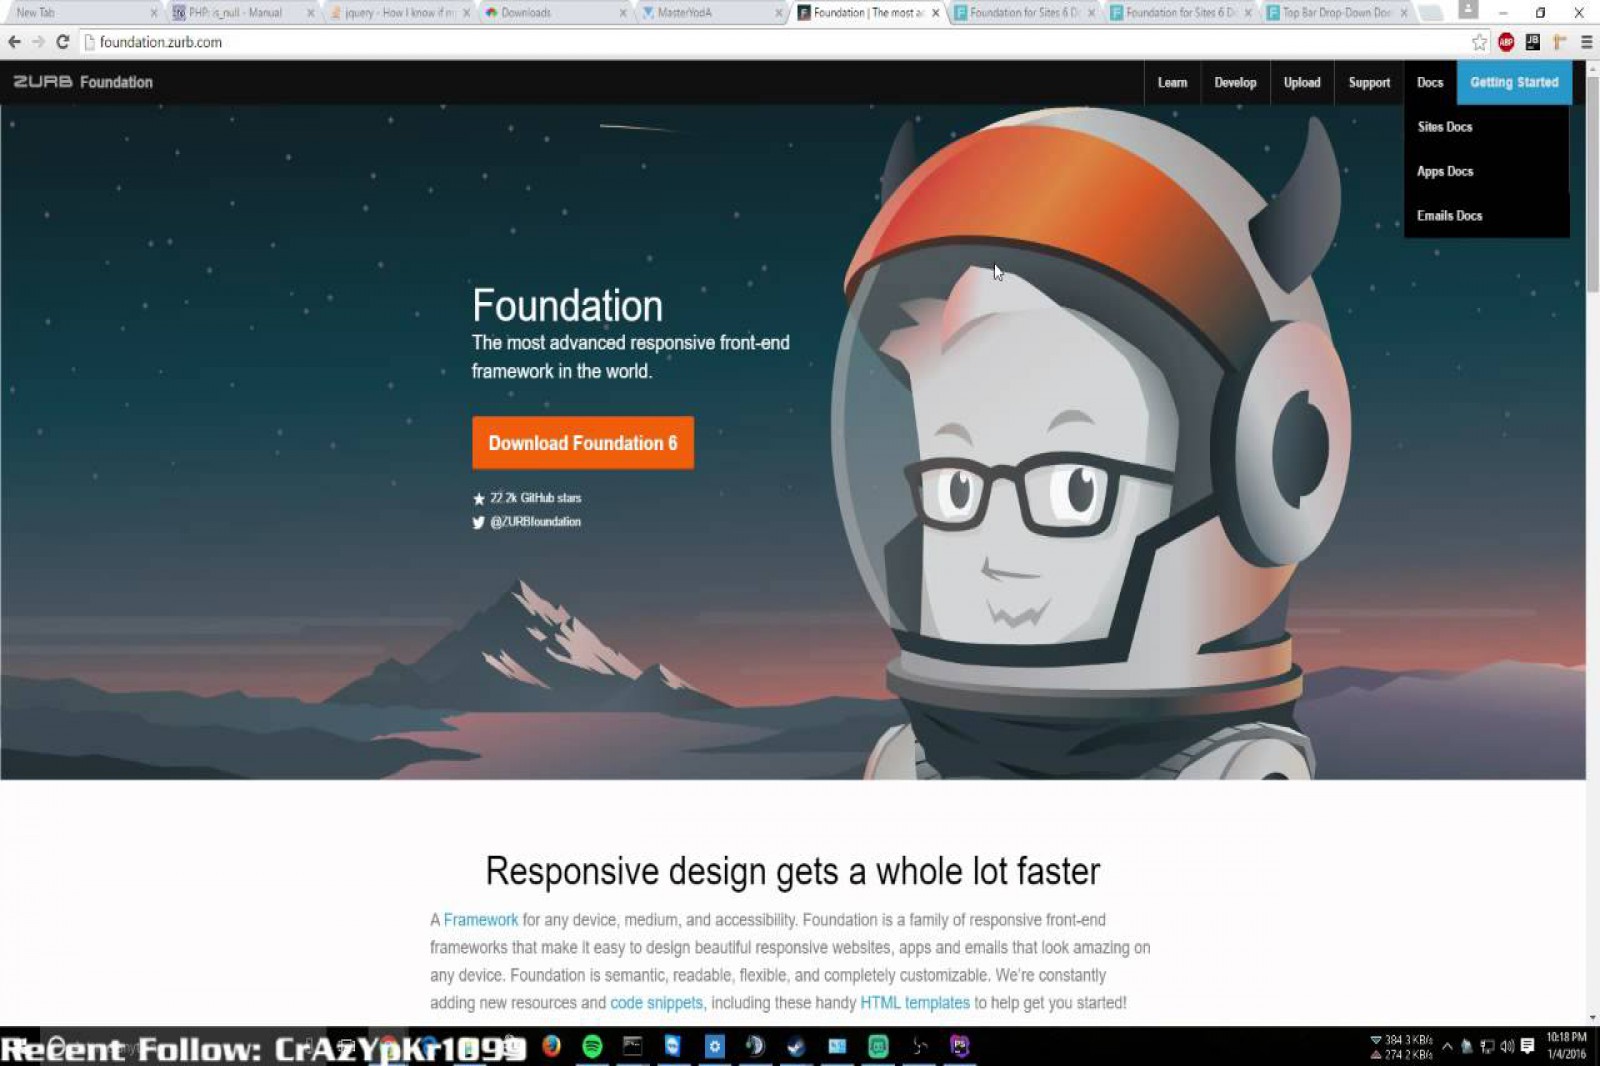 New Tab
PHP: is_null - Manual
jquery - How I know if m
Downloads
MasterYodA
Foundation | The most a
Foundation for Sites 6 D
Foundation for Sites 6 D
Top Bar Drop-Down Doe
foundation.zurb.com
ABP
JB
ZURB Foundation
Learn
Develop
Upload
Support
Docs
Getting Started
Sites Docs
Apps Docs
Emails Docs
Foundation
The most advanced responsive front-end
framework in the world.
Download Foundation 6
22.2k GitHub stars
@ZURBfoundation
Responsive design gets a whole lot faster
A Framework for any device, medium, and accessibility. Foundation is a family of responsive front-end
frameworks that make it easy to design beautiful responsive websites, apps and emails that look amazing on
any device. Foundation is semantic, readable, flexible, and completely customizable. We're constantly
adding new resources and code snippets, including these handy HTML templates to help get you started!
Recent Follow: CrAZYpKr1099
384.3 KB/s
274.2 KB/s
10:18 PM
1/4/2016